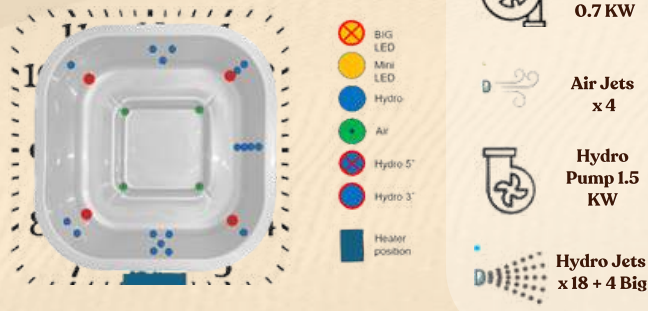 0.7 KW
BIG
LED
Mini
LED
Hydro
Air
Hydro 5"
Hydro 3"
Heater
position
Air Jets
x 4
Hydro
Pump 1.5
KW
Hydro Jets
x 18 + 4 Big